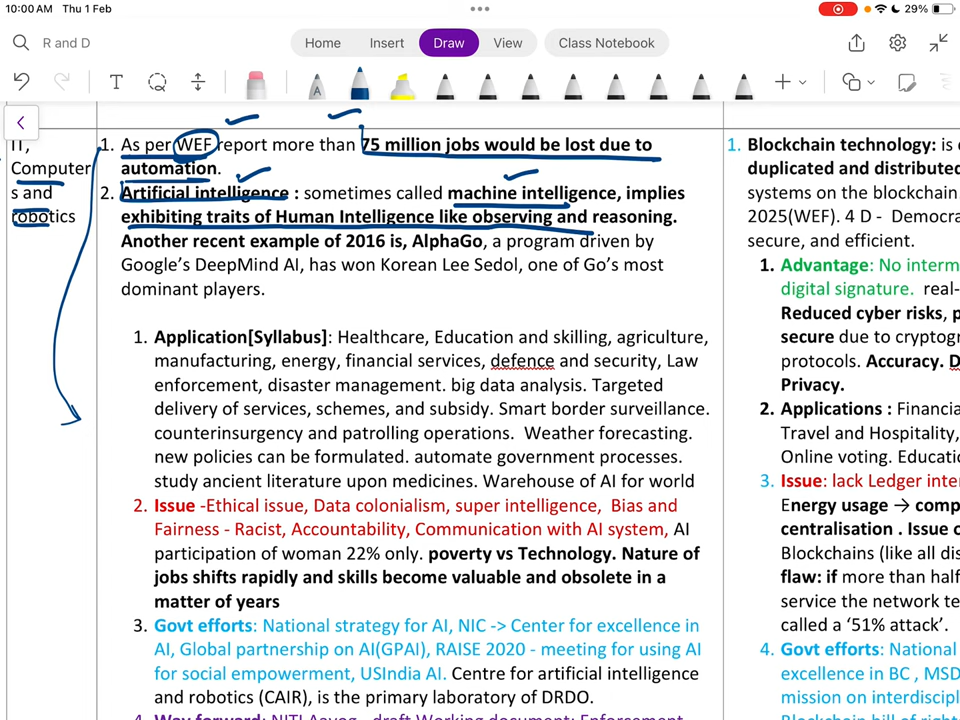 10:00 AM Thu 1 Feb
29%
R and D
Home Insert Draw View Class Notebook
T
A
IT,
Computer
s and
robotics
1. As per WEF report more than 75 million jobs would be lost due to
automation.
2. Artificial intelligence : sometimes called machine intelligence, implies
exhibiting traits of Human Intelligence like observing and reasoning.
Another recent example of 2016 is, AlphaGo, a program driven by
Google's DeepMind AI, has won Korean Lee Sedol, one of Go's most
dominant players.
1. Application[Syllabus]: Healthcare, Education and skilling, agriculture,
manufacturing, energy, financial services, defence and security, Law
enforcement, disaster management. big data analysis. Targeted
delivery of services, schemes, and subsidy. Smart border surveillance.
counterinsurgency and patrolling operations. Weather forecasting.
new policies can be formulated. automate government processes.
study ancient literature upon medicines. Warehouse of AI for world
2. Issue -Ethical issue, Data colonialism, super intelligence, Bias and
Fairness - Racist, Accountability, Communication with AI system, AI
participation of woman 22% only. poverty vs Technology. Nature of
jobs shifts rapidly and skills become valuable and obsolete in a
matter of years
3. Govt efforts: National strategy for AI, NIC -> Center for excellence in
AI, Global partnership on AI(GPAI), RAISE 2020 - meeting for using AI
for social empowerment, USIndia AI. Centre for artificial intelligence
and robotics (CAIR), is the primary laboratory of DRDO.
4. Way forward: NITI Aayog - draft Working document: Enforcement
1. Blockchain technology: is
duplicated and distributed
systems on the blockchain.
2025(WEF). 4 D - Democra
secure, and efficient.
1. Advantage: No interm
digital signature. real-
Reduced cyber risks, p
secure due to cryptogr
protocols. Accuracy. D
Privacy.
2. Applications : Financia
Travel and Hospitality,
Online voting. Educati
3. Issue: lack Ledger inte
Energy usage → comp
centralisation . Issue
Blockchains (like all dis
flaw: if more than half
service the network te
called a '51% attack'.
4. Govt efforts: National
excellence in BC , MSD
mission on interdiscipl
Blockchain bill of right